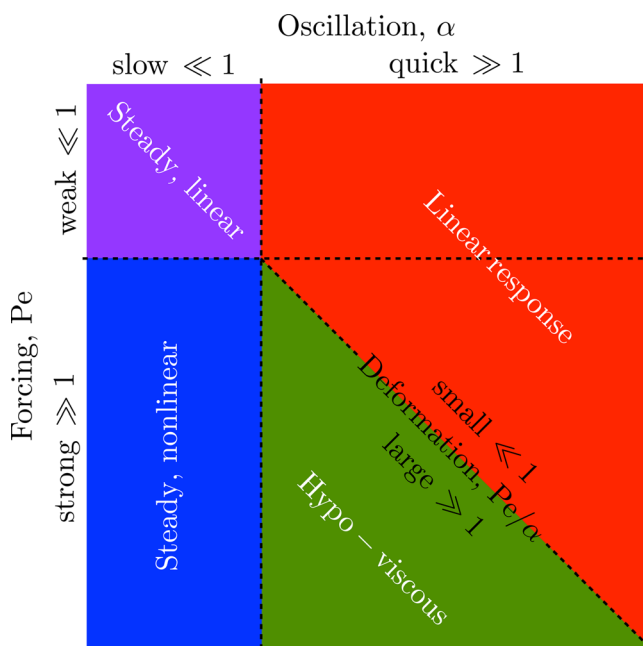 Oscillation, α
slow ≪ 1
quick ≫ 1
Forcing, Pe
weak ≪ 1
strong ≫ 1
Steady, linear
Linear response
Steady, nonlinear
small ≪ 1
Deformation, Pe/α
large ≫ 1
Hypo – viscous